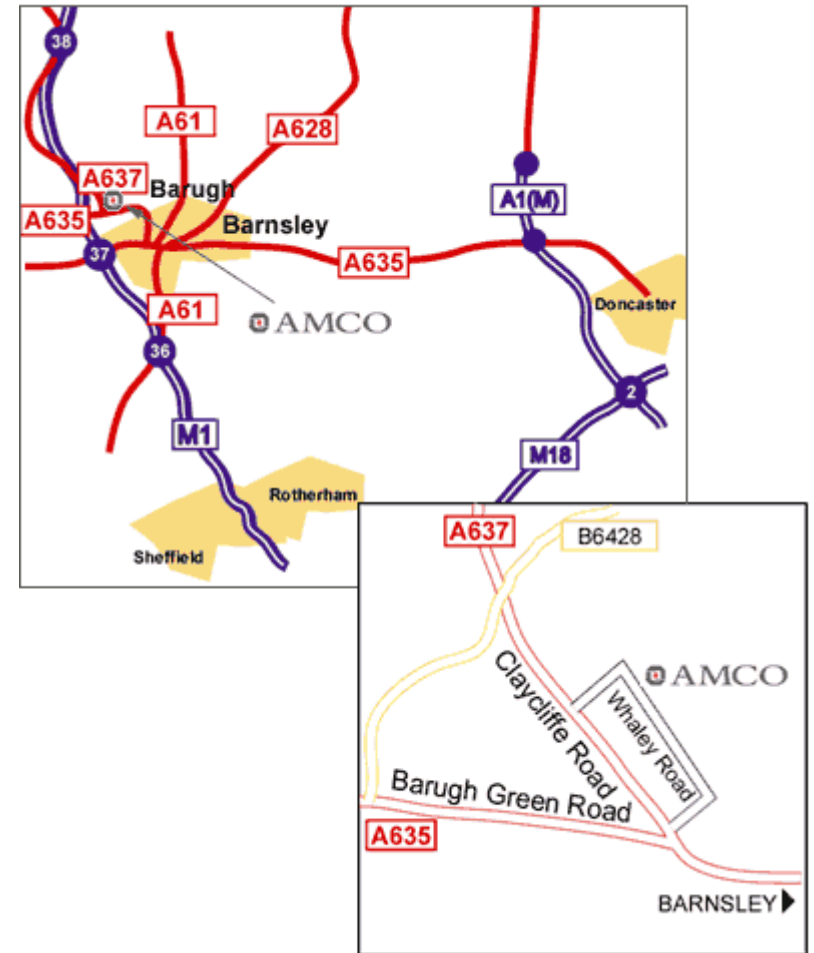 38
A61
A628
A637
Barugh
A1(M)
A635
Barnsley
37
A635
Doncaster
A61
AMCO
36
2
M1
M18
Rotherham
Sheffield
A637
B6428
AMCO
Claycliffe Road
Whaley Road
Barugh Green Road
A635
BARNSLEY